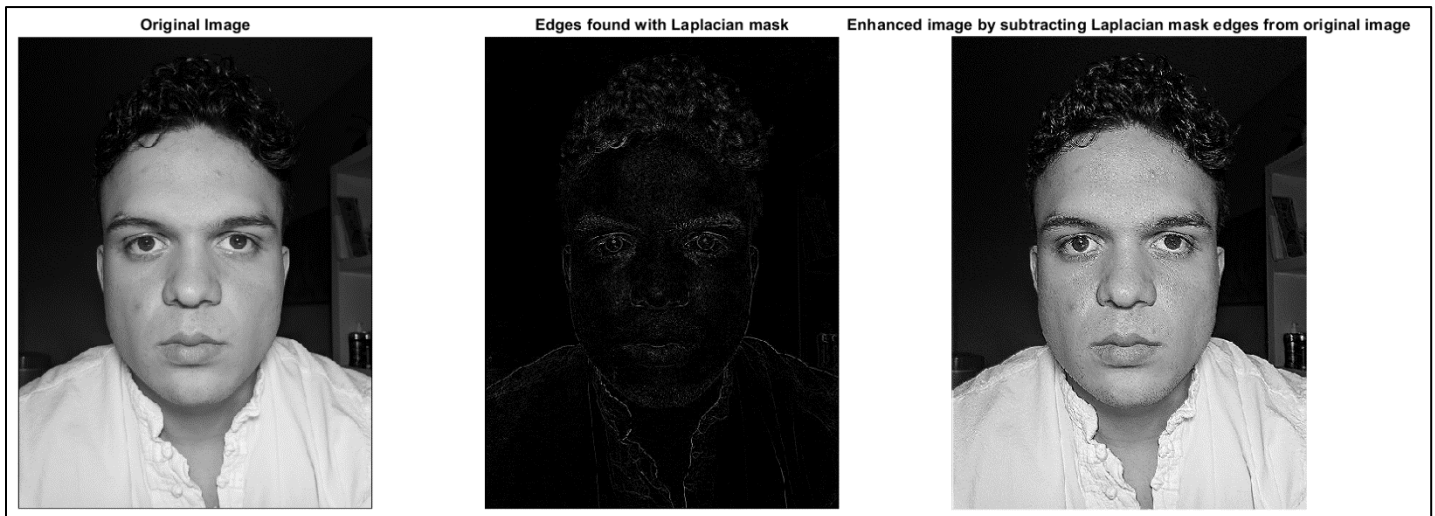 Original Image
Edges found with Laplacian mask
Enhanced image by subtracting Laplacian mask edges from original image